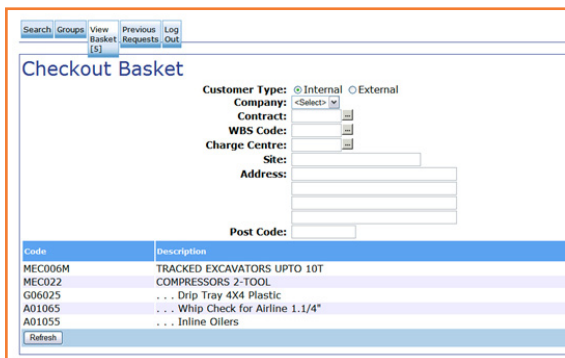 Search Groups View Basket [5] Previous Requests Log Out
Checkout Basket
Customer Type: Internal External
Company: <Select>
Contract: ...
WBS Code: ...
Charge Centre: ...
Site:
Address:
Post Code:
Code Description
MEC006M TRACKED EXCAVATORS UPTO 10T
MEC022 COMPRESSORS 2-TOOL
G06025 . . . Drip Tray 4X4 Plastic
A01065 . . . Whip Check for Airline 1.1/4"
A01055 . . . Inline Oilers
Refresh